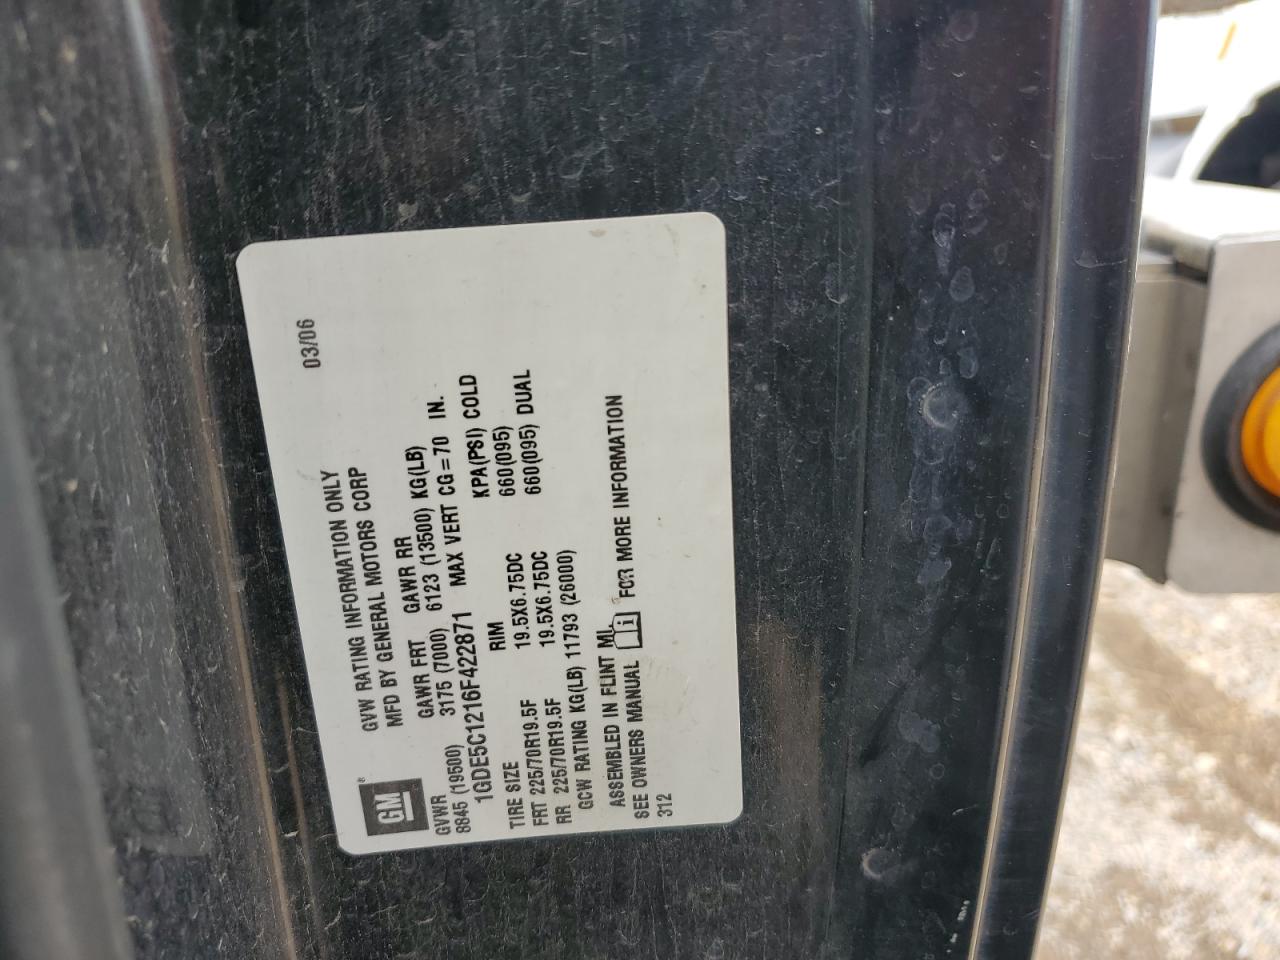 03/06
GM®
GVW RATING INFORMATION ONLY
MFD BY GENERAL MOTORS CORP
GVWR GAWR FRT GAWR RR
8845 (19500) 3175 (7000) 6123 (13500) KG(LB)
1GDE5C1216F422871 MAX VERT CG=70 IN.
TIRE SIZE RIM KPA(PSI) COLD
FRT 225/70R19.5F 19.5X6.75DC 660(095)
RR 225/70R19.5F 19.5X6.75DC 660(095) DUAL
GCW RATING KG(LB) 11793 (26000)
ASSEMBLED IN FLINT MI
SEE OWNERS MANUAL i FOR MORE INFORMATION
312